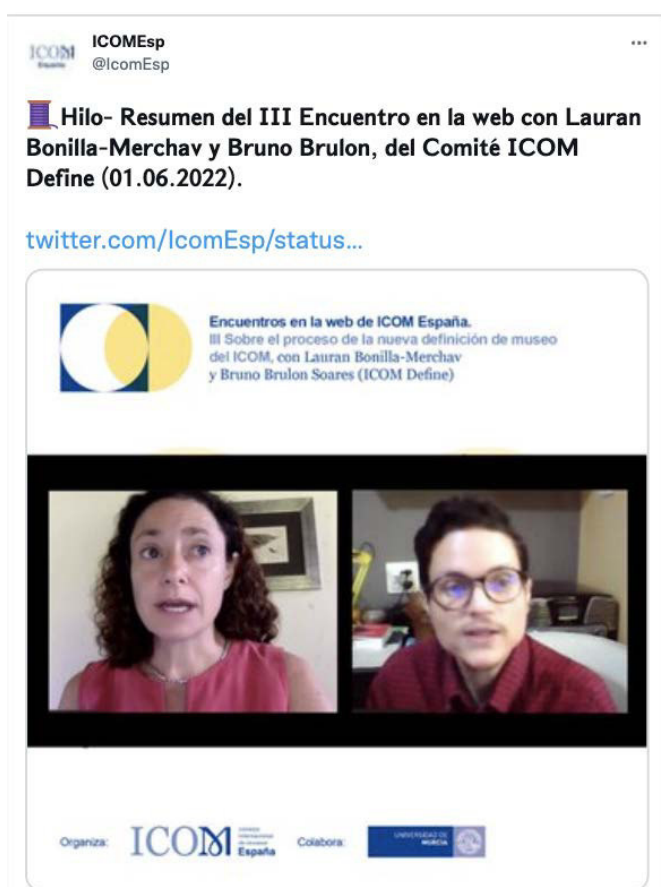 ICOMEsp
@IcomEsp
Hilo- Resumen del III Encuentro en la web con Lauran
Bonilla-Merchav y Bruno Brulon, del Comité ICOM
Define (01.06.2022).
twitter.com/IcomEsp/status...
Encuentros en la web de ICOM España.
III Sobre el proceso de la nueva definición de museo
del ICOM, con Lauran Bonilla-Merchav
y Bruno Brulon Soares (ICOM Define)
Organiza:
ICOM
España
Colabora:
UNIVERSIDAD DE
MURCIA